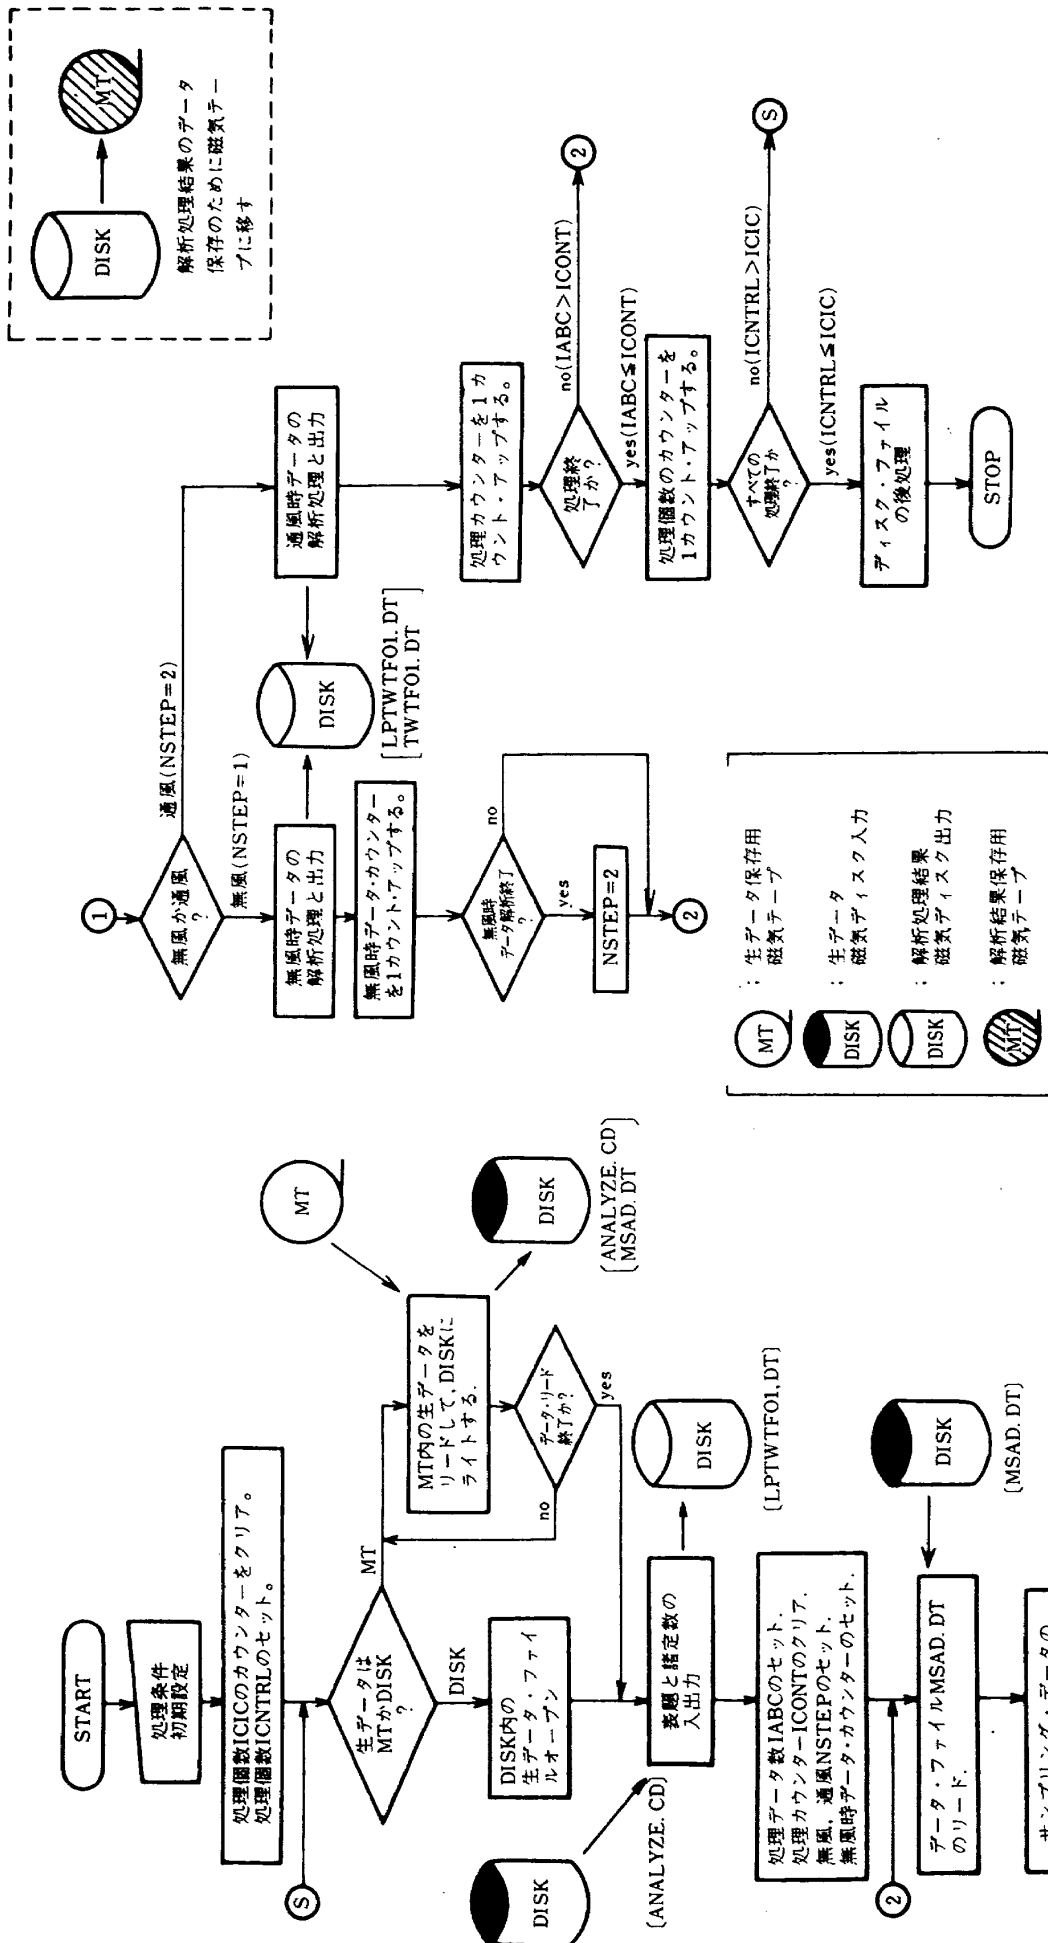 START
処理条件
初期設定
処理個数ICICのカウンターをクリア。
処理個数ICNTRLのセット。
S
生データは
MTかDISK
?
MT
DISK
MT
MT内の生データを
リードして,DISKに
ライトする.
DISK
[ANALYZE.CD
MSAD.DT]
データ・リード
終了か?
no
yes
DISK内の
生データ・ファイ
ルオープン
DISK
[ANALYZE.CD]
表題と諸定数の
入出力
DISK
[LPTWTF01,DT]
処理データ数IABCのセット.
処理カウンターICONTのクリア.
無風,通風NSTEPのセット.
無風時データ・カウンターのセット.
2
データ・ファイルMSAD.DT
のリード.
DISK
[MSAD.DT]
サンプリング・データの
1
無風か通風
?
通風(NSTEP=2)
無風(NSTEP=1)
無風時データの
解析処理と出力
DISK
[LPTWTF01.DT
TWTF01.DT]
無風時データ・カウンター
を1カウント・アップする。
無風時
データ解析終了
?
no
yes
NSTEP=2
2
通風時データの
解析処理と出力
処理カウンターを1カ
ウント・アップする。
処理終
了か?
no(IABC>ICONT)
2
yes(IABC≦ICONT)
処理個数のカウンターを
1カウント・アップする。
すべての
処理終了か
?
no(ICNTRL>ICIC)
S
yes(ICNTRL≦ICIC)
ディスク・ファイル
の後処理
STOP
DISK
MT
解析処理結果のデータ
保存のために磁気テー
プに移す
MT ; 生データ保存用
磁気テープ
DISK ; 生データ
磁気ディスク入力
DISK ; 解析処理結果
磁気ディスク出力
MT ; 解析結果保存用
磁気テープ